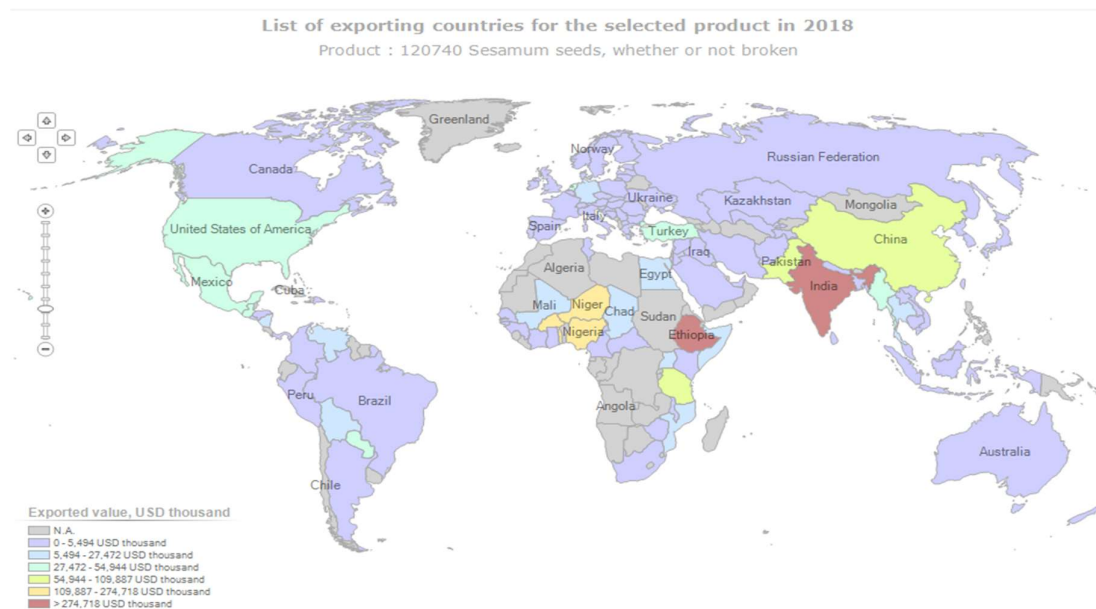 List of exporting countries for the selected product in 2018
Product : 120740 Sesamum seeds, whether or not broken
Greenland
Norway
Russian Federation
Canada
Ukraine
Kazakhstan
Mongolia
Italy
Spain
United States of America
Turkey
China
Iraq
Pakistan
Algeria
Egypt
Mexico
India
Cuba
Mali
Niger
Chad
Sudan
Nigeria
Ethiopia
Peru
Brazil
Angola
Australia
Chile
Exported value, USD thousand
N.A.
0 - 5,494 USD thousand
5,494 - 27,472 USD thousand
27,472 - 54,944 USD thousand
54,944 - 109,887 USD thousand
109,887 - 274,718 USD thousand
> 274,718 USD thousand